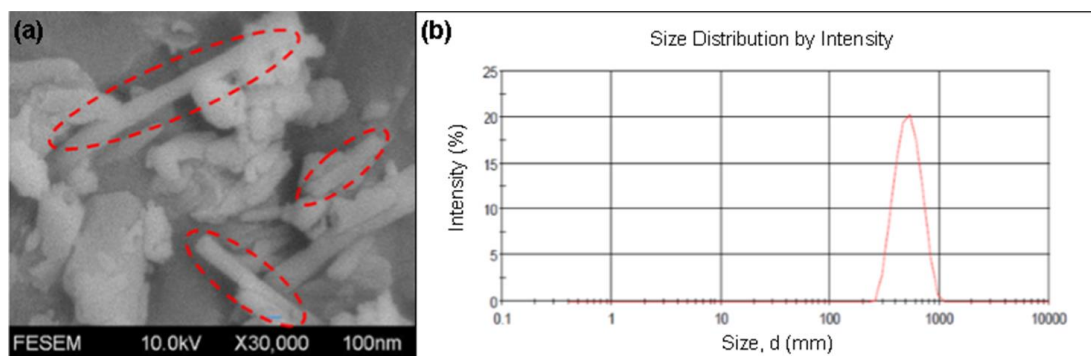 (a)
FESEM 10.0kV X30,000 100nm
(b)
Size Distribution by Intensity
Intensity (%)
25
20
15
20
5
0
0.1 1 10 100 1000 10000
Size, d (mm)